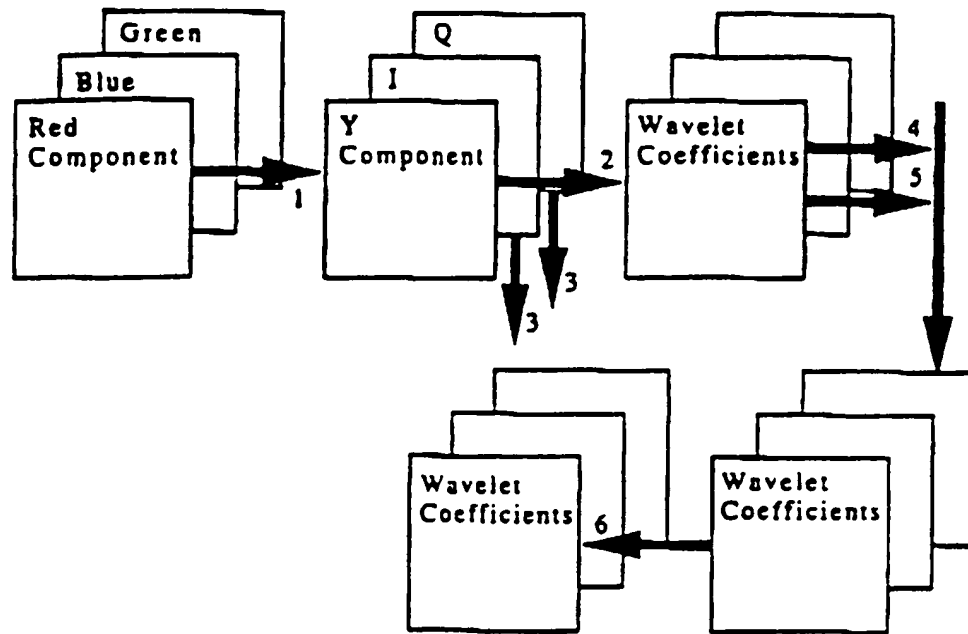 Green
Blue
Red
Component
1
Q
I
Y
Component
2
3
3
Wavelet
Coefficients
4
5
Wavelet
Coefficients
6
Wavelet
Coefficients